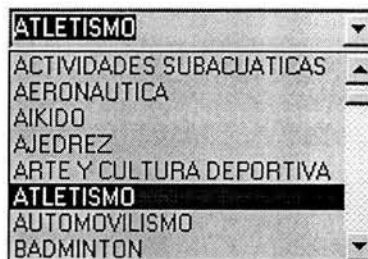 ATLETISMO
ACTIVIDADES SUBACUATICAS
AERONAUTICA
AIKIDO
AJEDREZ
ARTE Y CULTURA DEPORTIVA
ATLETISMO
AUTOMOVILISMO
BADMINTON